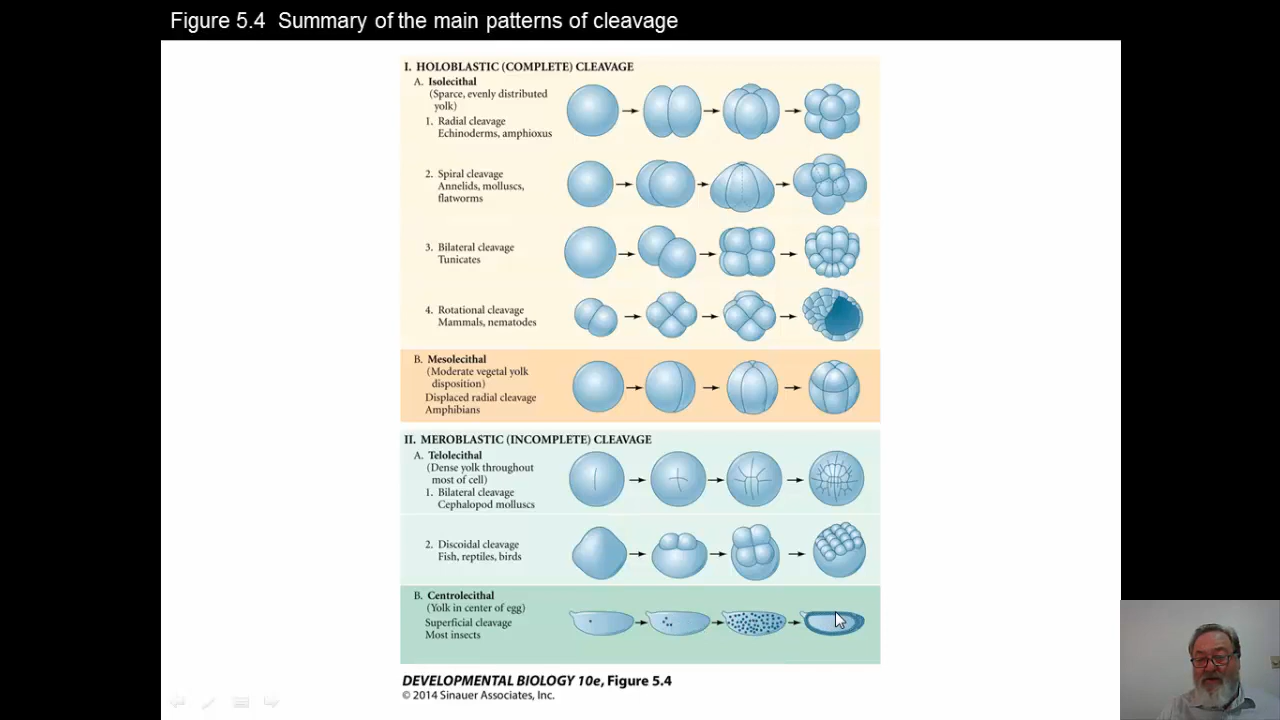 Figure 5.4 Summary of the main patterns of cleavage
I. HOLOBLASTIC (COMPLETE) CLEAVAGE
A. Isolecithal
(Sparce, evenly distributed
yolk)
1. Radial cleavage
Echinoderms, amphioxus
2. Spiral cleavage
Annelids, molluscs,
flatworms
3. Bilateral cleavage
Tunicates
4. Rotational cleavage
Mammals, nematodes
B. Mesolecithal
(Moderate vegetal yolk
disposition)
Displaced radial cleavage
Amphibians
II. MEROBLASTIC (INCOMPLETE) CLEAVAGE
A. Telolecithal
(Dense yolk throughout
most of cell)
1. Bilateral cleavage
Cephalopod molluscs
2. Discoidal cleavage
Fish, reptiles, birds
B. Centrolecithal
(Yolk in center of egg)
Superficial cleavage
Most insects
DEVELOPMENTAL BIOLOGY 10e, Figure 5.4
© 2014 Sinauer Associates, Inc.